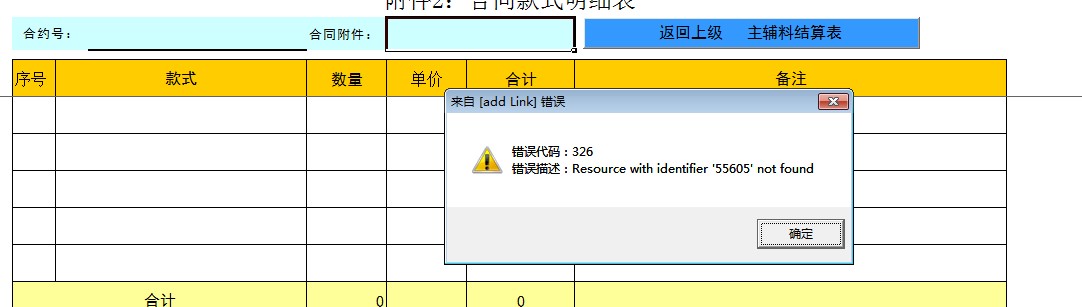 附件2：合同款式明细表
合约号：
合同附件：
返回上级 主辅料结算表
序号 款式 数量 单价 合计 备注
来自 [add Link] 错误
错误代码：326
错误描述：Resource with identifier '55605' not found
确定
合计 0 0